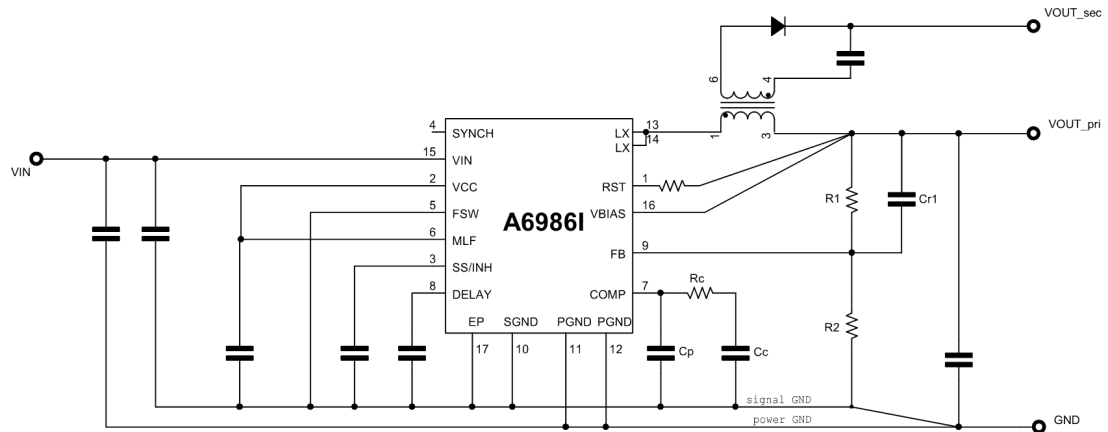 VOUT_sec
6
4
VOUT_pri
1
3
4
SYNCH
LX
13
LX
14
VIN
15
VIN
2
VCC
RST
1
5
FSW
VBIAS
16
A6986I
R1
Cr1
6
MLF
FB
9
3
SS/INH
8
DELAY
COMP
7
Rc
EP
SGND
PGND
PGND
R2
17
10
11
12
Cp
Cc
signal GND
power GND
GND